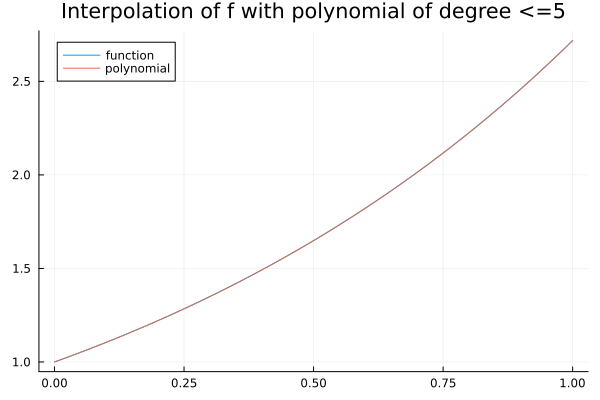 Interpolation of f with polynomial of degree <=5
function
polynomial
2.5
2.0
1.5
1.0
0.00 0.25 0.50 0.75 1.00